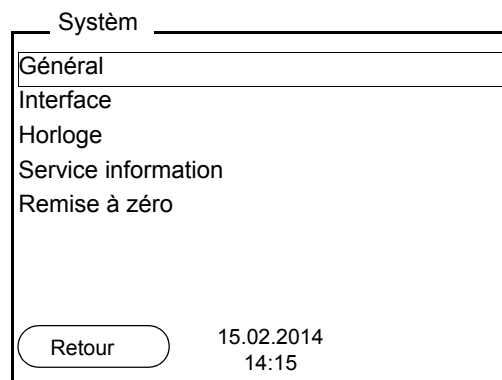 Systèm
Général
Interface
Horloge
Service information
Remise à zéro
Retour
15.02.2014
14:15